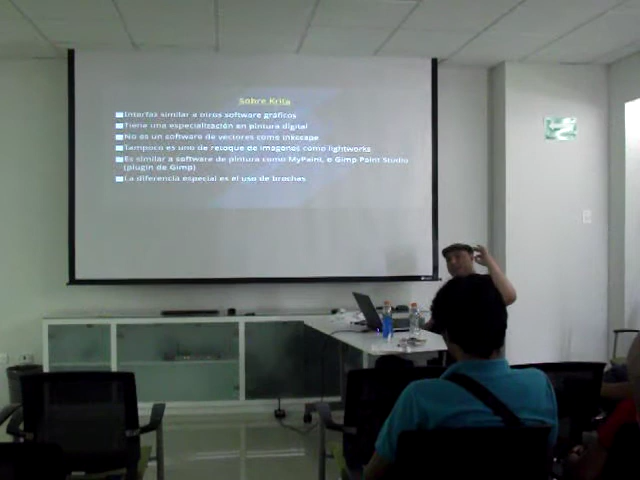 Sobre Krita
Interfas similar a otros software gráficos
Tiene una especialización en pintura digital
No es un software de vectores como inkscape
Tampoco es uno de retoque de imagenes como lightworks
Es similar a software de pintura como MyPaint, o Gimp Paint Studio
(plugin de Gimp)
La diferencia especial es el uso de brochas